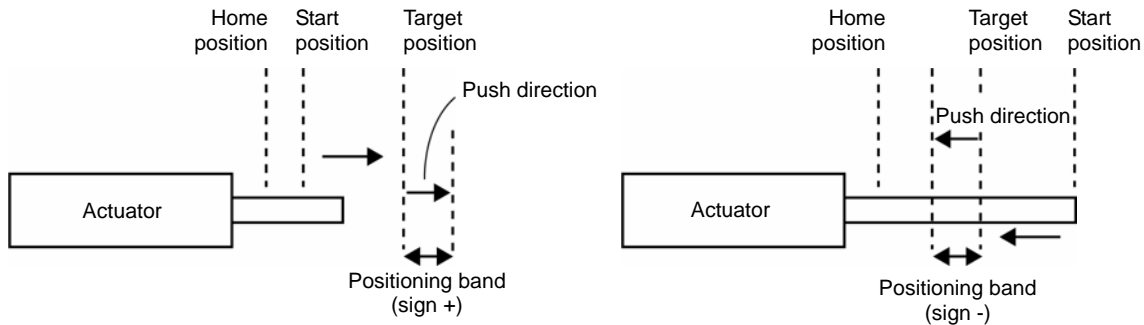 Home
position
Start
position
Target
position
Push direction
Actuator
Positioning band
(sign +)
Home
position
Target
position
Start
position
Push direction
Actuator
Positioning band
(sign -)